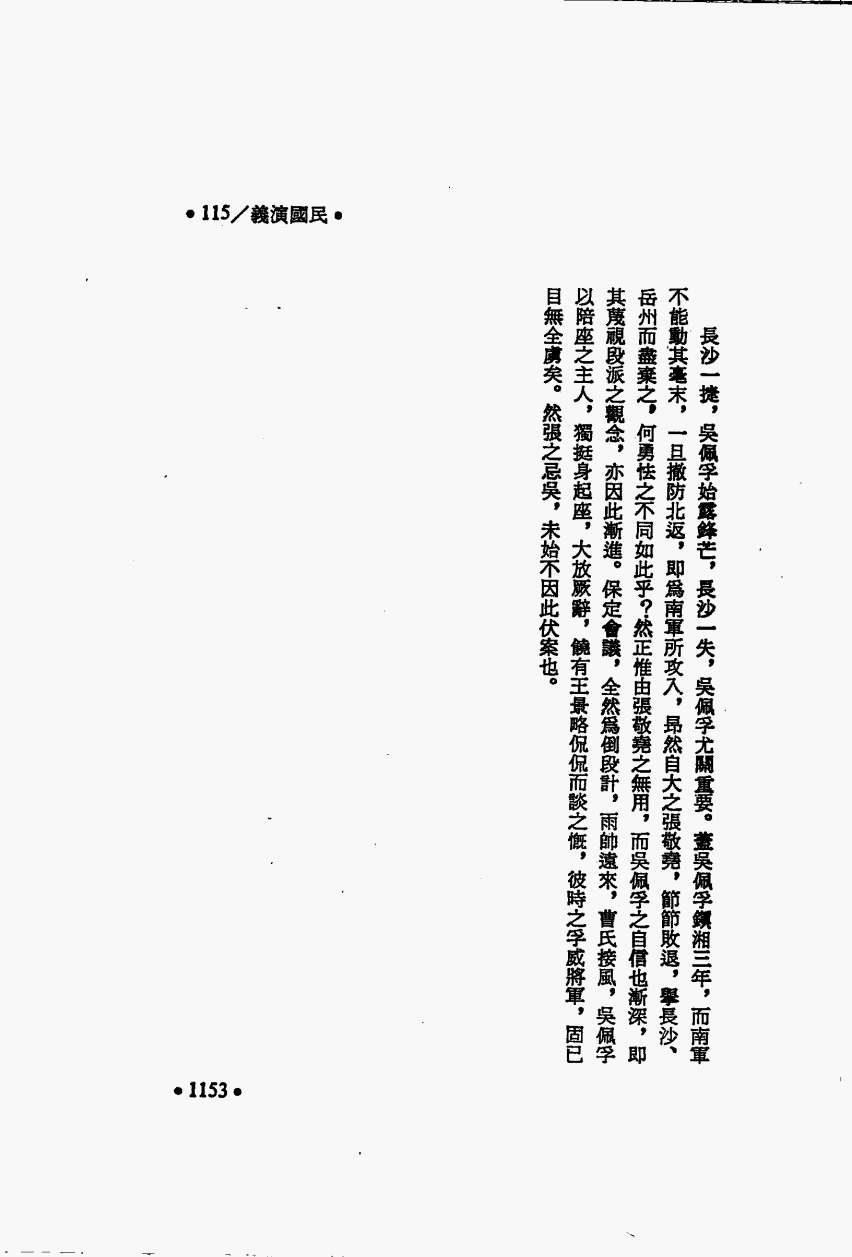 •115／義演國民•
長沙一捷，吳佩孚始露鋒芒，長沙一失，吳佩孚尤關重要。蓋吳佩孚鎮湘三年，而南軍
不能動其毫末，一旦撤防北返，即爲南軍所攻入，昂然自大之張敬堯，節節敗退，舉長沙、
岳州而盡棄之，何勇怯之不同如此乎？然正惟由張敬堯之無用，而吳佩孚之自信也漸深，即
其蔑視段派之觀念，亦因此漸進。保定會議，全然爲倒段計，雨帥遠來，曹氏接風，吳佩孚
以陪座之主人，獨挺身起座，大放厥辭，饒有王景略侃侃而談之慨，彼時之孚威將軍，固已
目無全虜矣。然張之忌吳，未始不因此伏案也。
•1153•